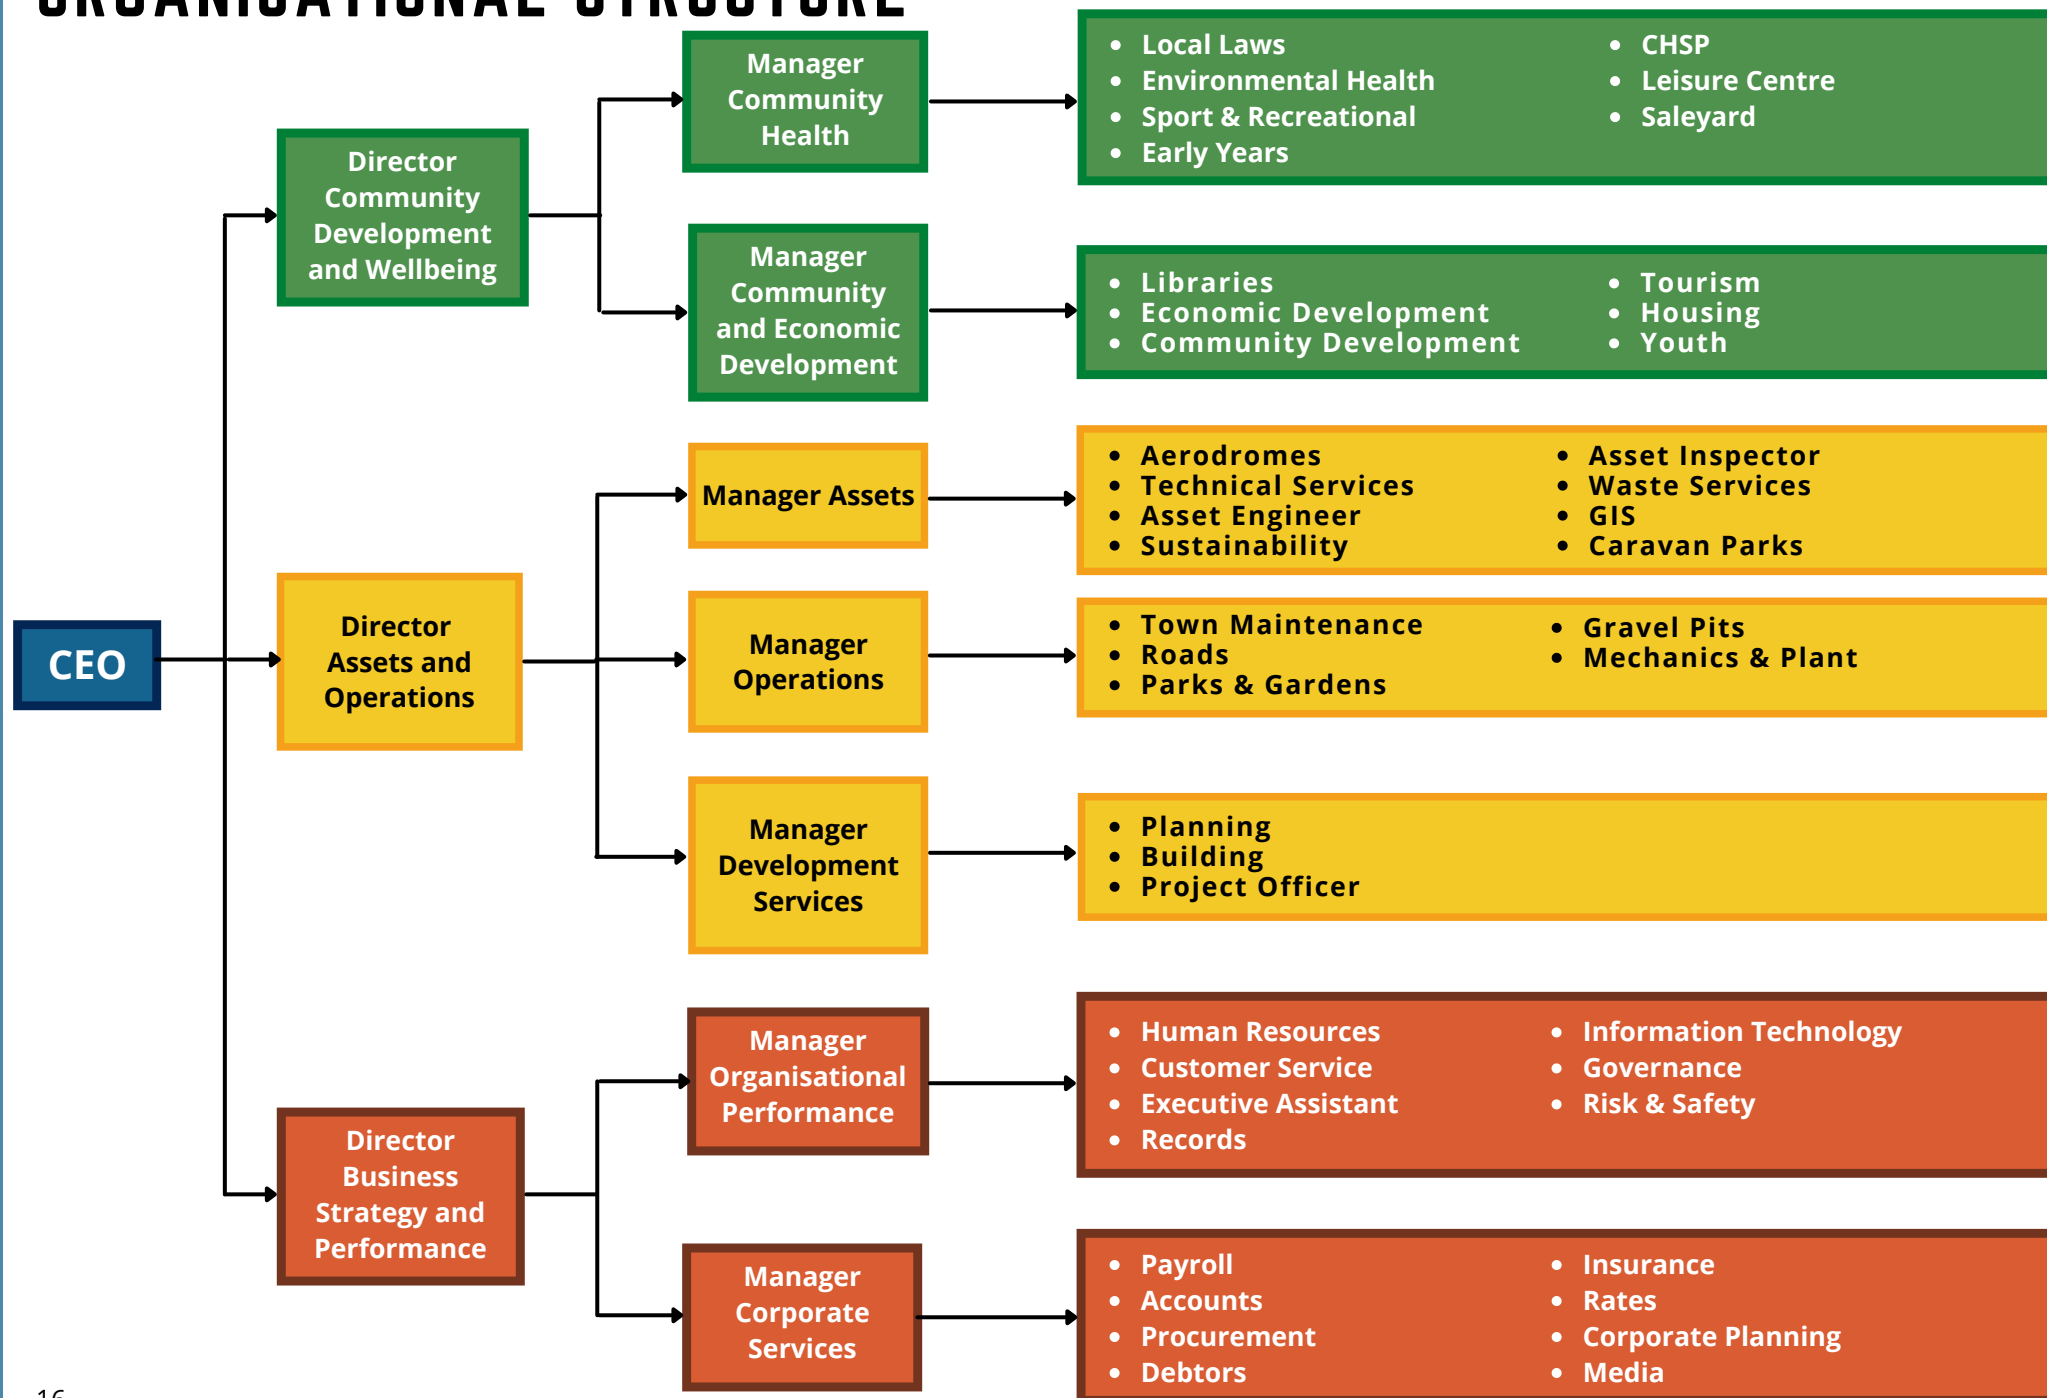 ORGANISATIONAL STRUCTURE
CEO
Director
Community
Development
and Wellbeing
Manager
Community
Health
Local Laws
Environmental Health
Sport & Recreational
Early Years
CHSP
Leisure Centre
Saleyard
Manager
Community
and Economic
Development
Libraries
Economic Development
Community Development
Tourism
Housing
Youth
Director
Assets and
Operations
Manager Assets
Aerodromes
Technical Services
Asset Engineer
Sustainability
Asset Inspector
Waste Services
GIS
Caravan Parks
Manager
Operations
Town Maintenance
Roads
Parks & Gardens
Gravel Pits
Mechanics & Plant
Manager
Development
Services
Planning
Building
Project Officer
Director
Business
Strategy and
Performance
Manager
Organisational
Performance
Human Resources
Customer Service
Executive Assistant
Records
Information Technology
Governance
Risk & Safety
Manager
Corporate
Services
Payroll
Accounts
Procurement
Debtors
Insurance
Rates
Corporate Planning
Media
16